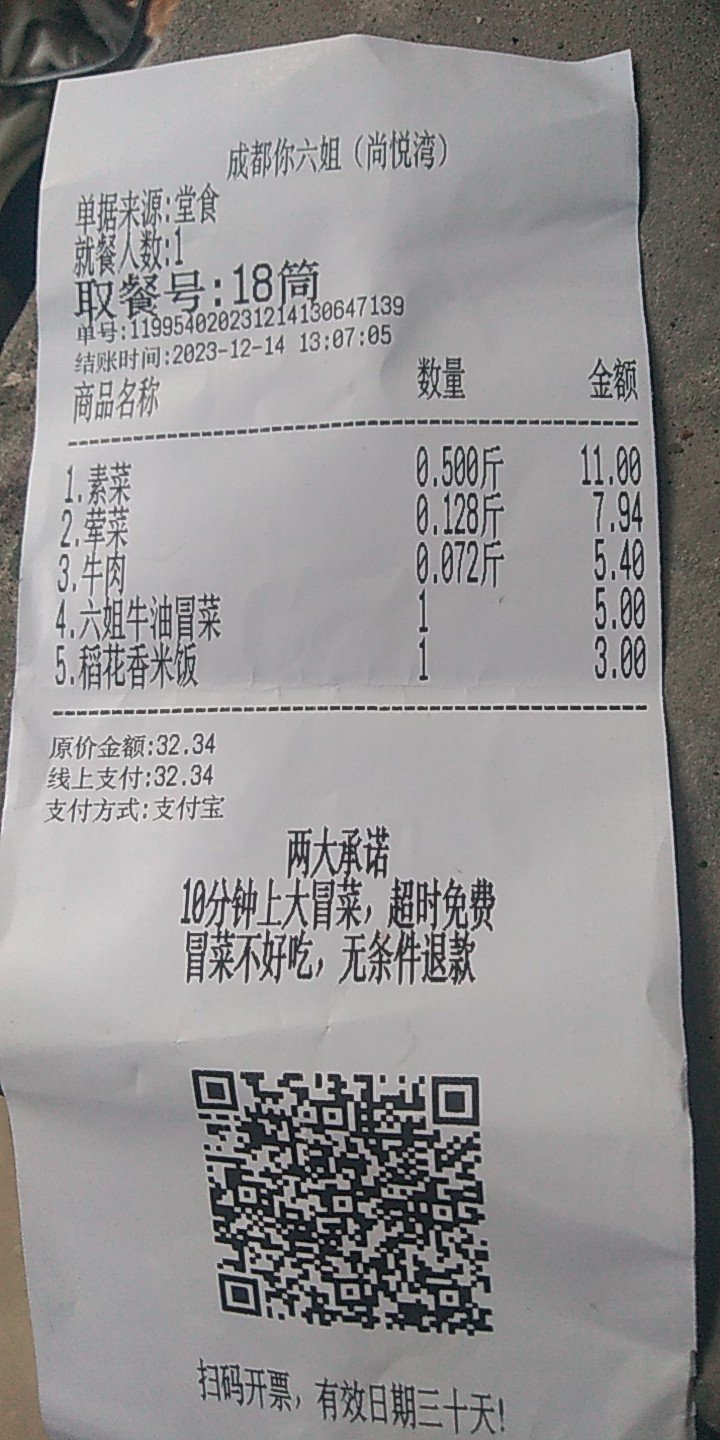 成都你六姐（尚悦湾）
单据来源:堂食
就餐人数:1
取餐号:18筒
单号:11995402023121413064​7139
结账时间:2023-12-14 13:07:05
商品名称 数量 金额
1.素菜 0.500斤 11.00
2.荤菜 0.128斤 7.94
3.牛肉 0.072斤 5.40
4.六姐牛油冒菜 1 5.00
5.稻花香米饭 1 3.00
原价金额:32.34
线上支付:32.34
支付方式:支付宝
两大承诺
10分钟上大冒菜，超时免费
冒菜不好吃，无条件退款
扫码开票，有效日期三十天!